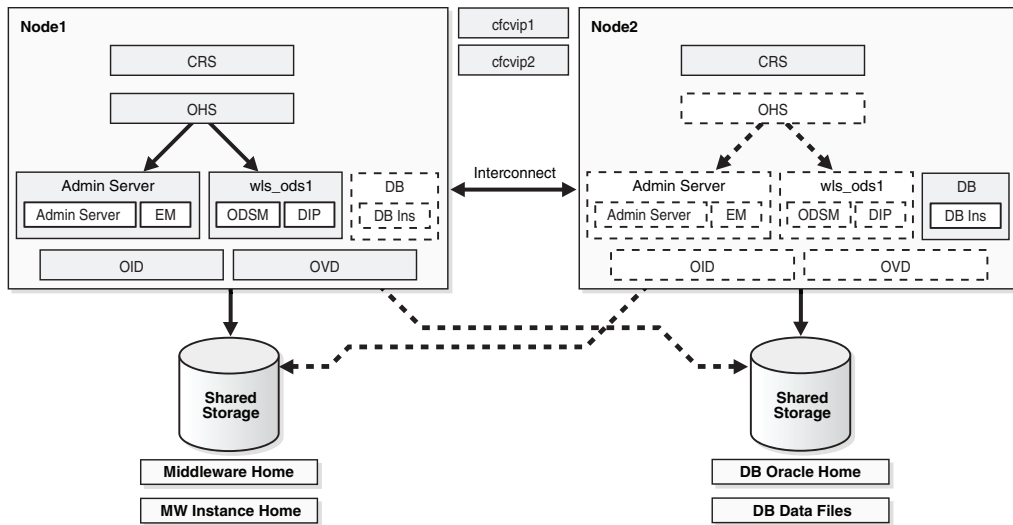 Node1
CRS
OHS
Admin Server
Admin Server
EM
wls_ods1
ODSM
DIP
DB
DB Ins
OID
OVD
cfcvip1
cfcvip2
Interconnect
Node2
CRS
OHS
Admin Server
Admin Server
EM
wls_ods1
ODSM
DIP
DB
DB Ins
OID
OVD
Shared
Storage
Middleware Home
MW Instance Home
Shared
Storage
DB Oracle Home
DB Data Files